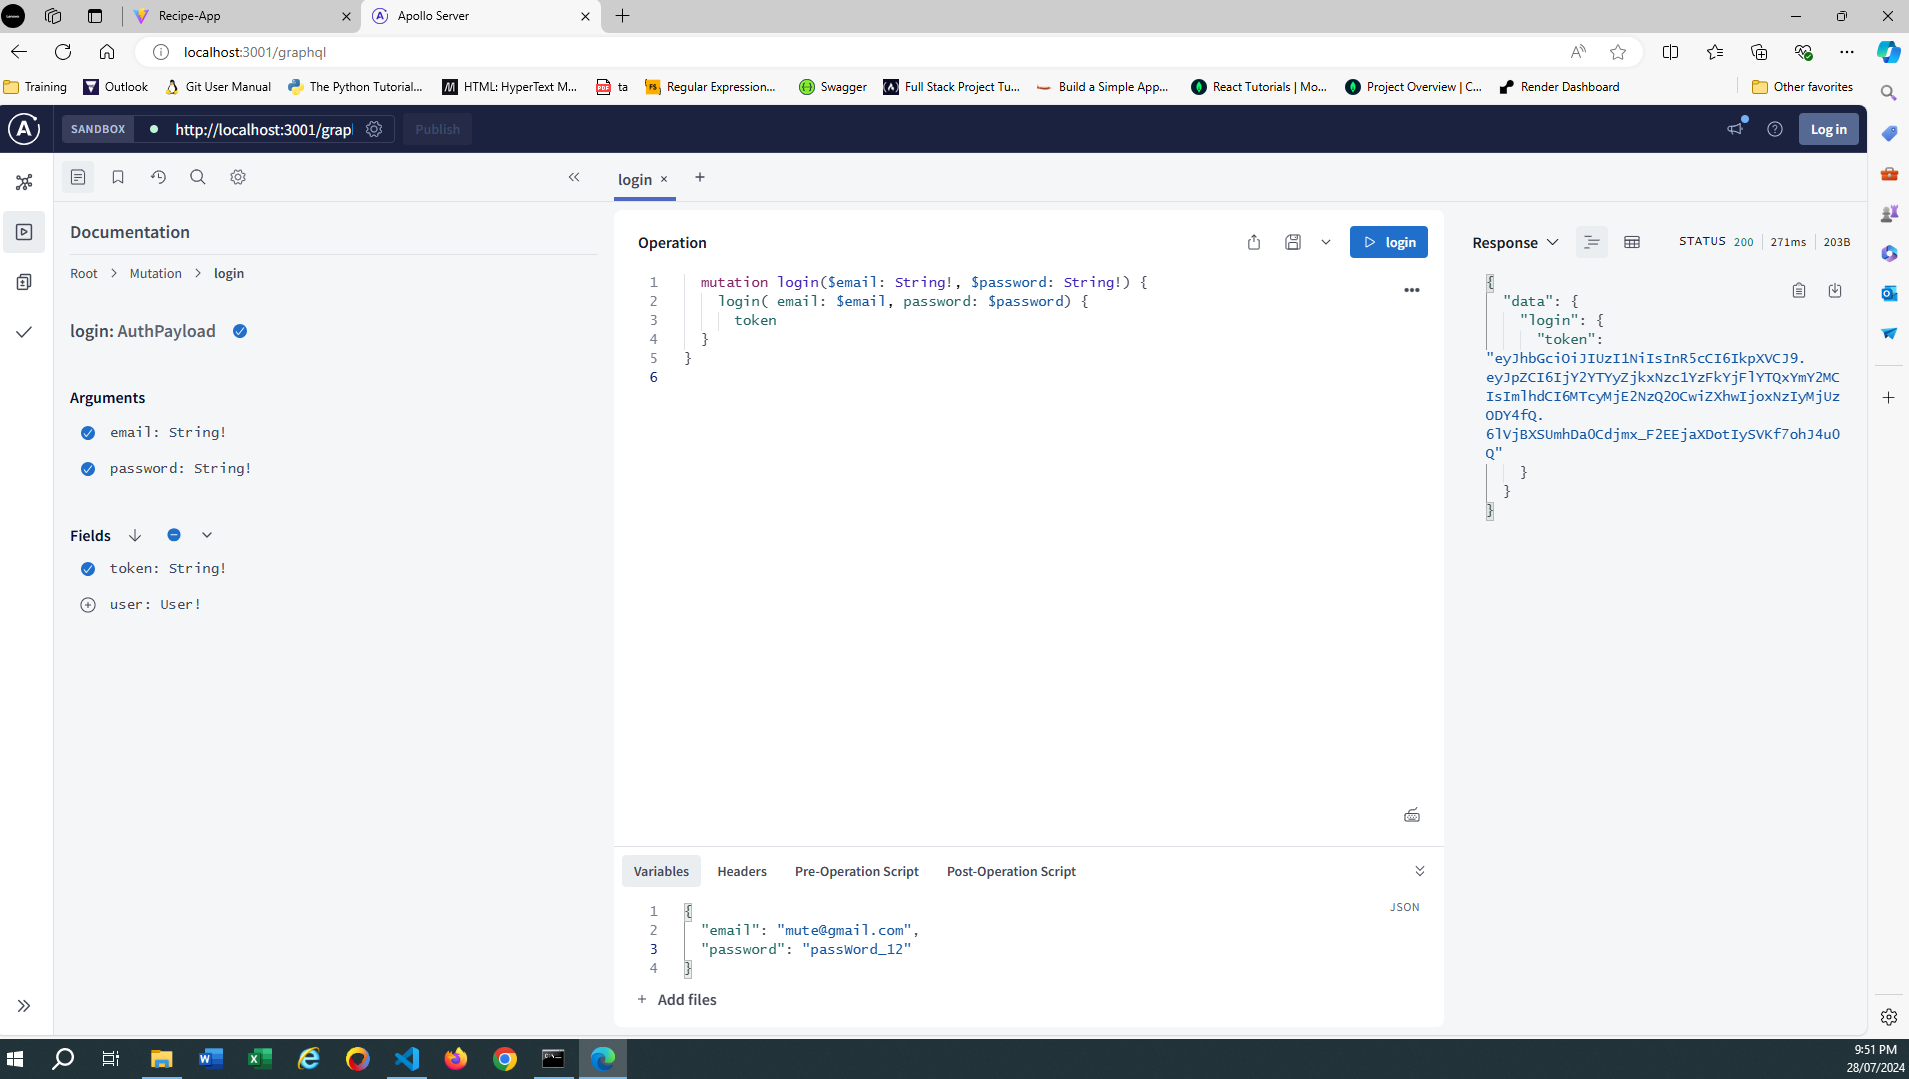 Recipe-App
Apollo Server
localhost:3001/graphql
Training
Outlook
Git User Manual
The Python Tutorial...
HTML: HyperText M...
ta
Regular Expression...
Swagger
Full Stack Project Tu...
Build a Simple App...
React Tutorials | Mo...
Project Overview | C...
Render Dashboard
Other favorites
SANDBOX
http://localhost:3001/grap
Publish
Log in
login
Documentation
Root > Mutation > login
login: AuthPayload
Arguments
email: String!
password: String!
Fields
token: String!
user: User!
Operation
login
1 mutation login($email: String!, $password: String!) {
2 login( email: $email, password: $password) {
3 token
4 }
5 }
6
Variables
Headers
Pre-Operation Script
Post-Operation Script
JSON
1 {
2 "email": "mute@gmail.com",
3 "password": "passWord_12"
4 }
+ Add files
Response
STATUS 200
271ms
203B
{
"data": {
"login": {
"token":
"eyJhbGciOiJIUzI1NiIsInR5cCI6IkpXVCJ9.
eyJpZCI6IjY2YTYyZjkxNzc1YzFkYjFlYTQxYmY2MC
IsImlhdCI6MTcyMjE2NzQ2OCwiZXhwIjoxNzIyMjUz
ODY4fQ.
6lVjBXSUmhDaOCdjmx_F2EEjaXDotIySVKf7ohJ4uO
Q"
}
}
}
9:51 PM
28/07/2024